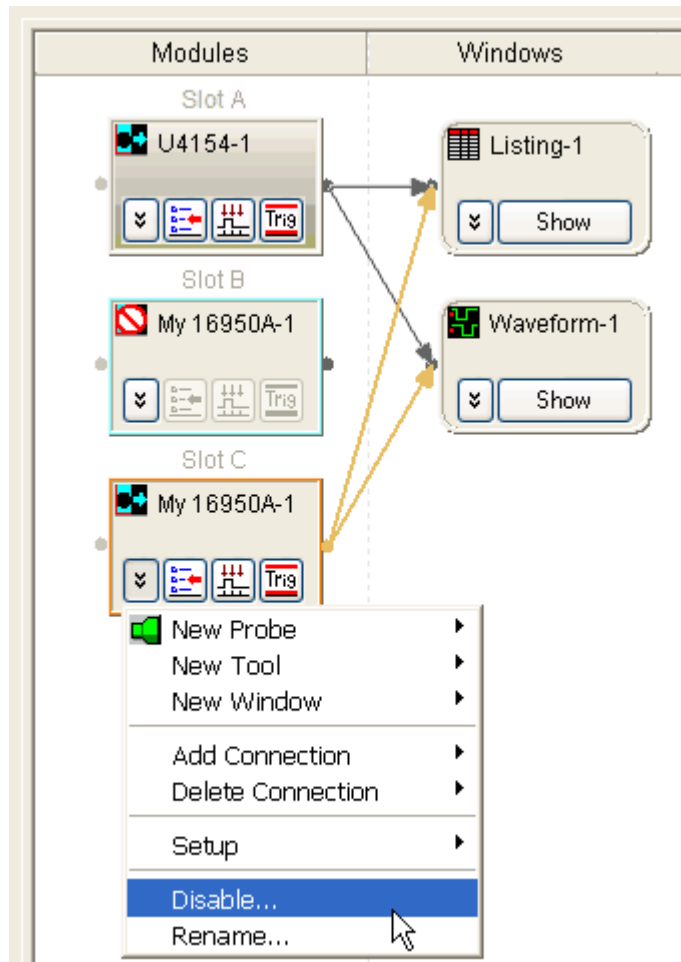 Modules Windows
Slot A
U4154-1 Listing-1
Trig Show
Slot B
My 16950A-1 Waveform-1
Trig Show
Slot C
My 16950A-1
Trig
New Probe
New Tool
New Window
Add Connection
Delete Connection
Setup
Disable...
Rename...